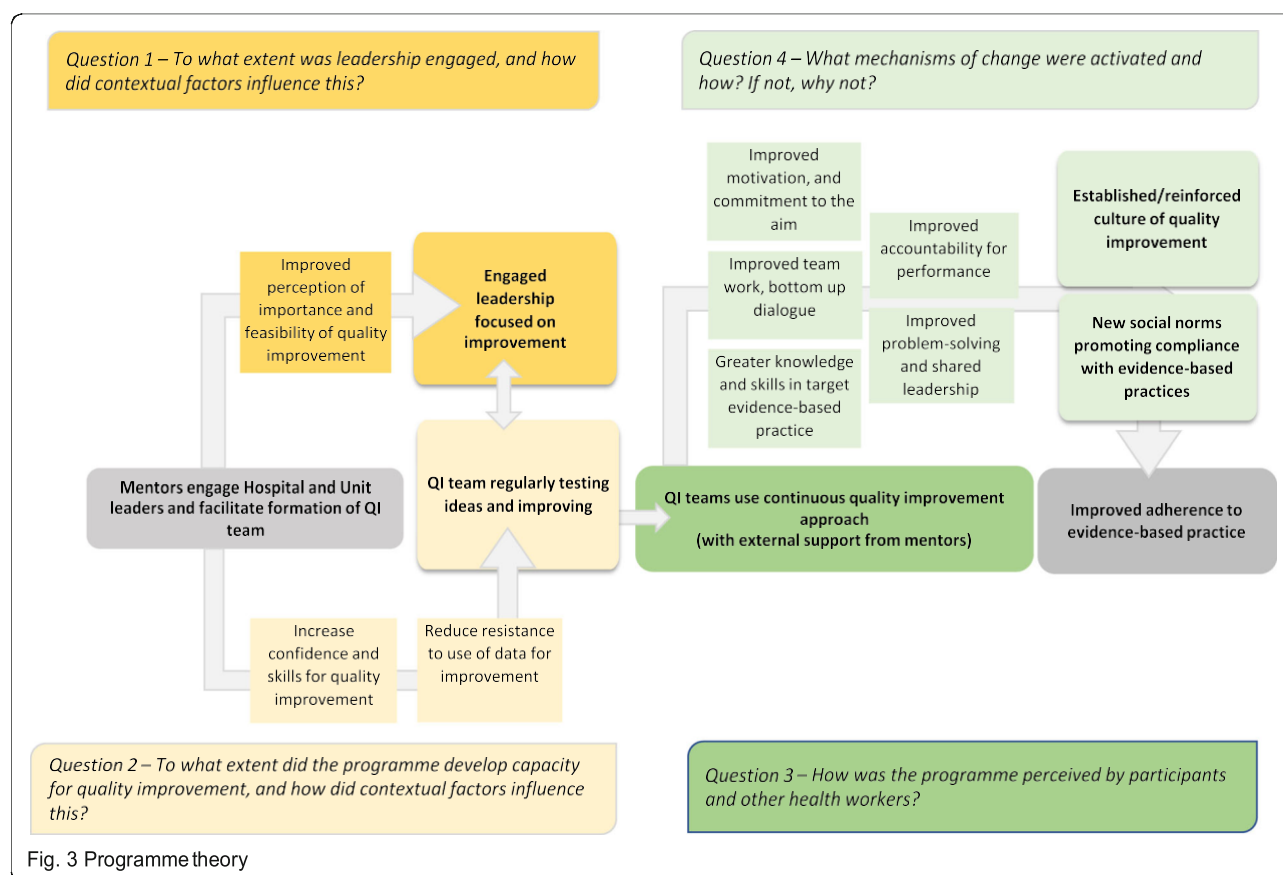 Question 1 – To what extent was leadership engaged, and how
did contextual factors influence this?
Question 4 – What mechanisms of change were activated and
how? If not, why not?
Improved
perception of
importance and
feasibility of quality
improvement
Engaged
leadership
focused on
improvement
Improved
motivation, and
commitment to the
aim
Improved team
work, bottom up
dialogue
Greater knowledge
and skills in target
evidence-based
practice
Improved
accountability for
performance
Improved
problem-solving
and shared
leadership
Established/reinforced
culture of quality
improvement
New social norms
promoting compliance
with evidence-based
practices
Mentors engage Hospital and Unit
leaders and facilitate formation of QI
team
QI team regularly testing
ideas and improving
QI teams use continuous quality improvement
approach
(with external support from mentors)
Improved adherence to
evidence-based practice
Increase
confidence and
skills for quality
improvement
Reduce resistance
to use of data for
improvement
Question 2 – To what extent did the programme develop capacity
for quality improvement, and how did contextual factors influence
this?
Question 3 – How was the programme perceived by participants
and other health workers?
Fig. 3 Programme theory